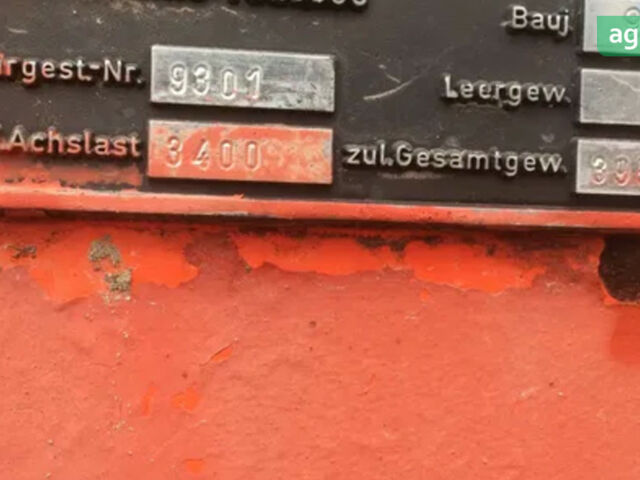 Bauj.
ag
rgest.-Nr. 9301
Leergew.
.Achslast 3400
zul.Gesamtgew.